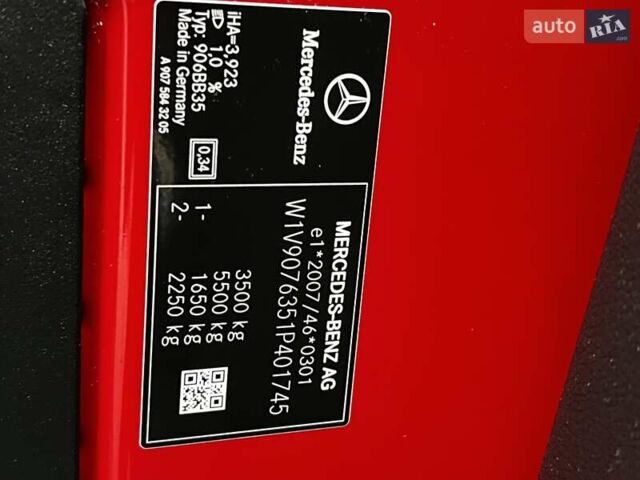 auto RIA .com
Mercedes-Benz
iHA=3,923
1,0 %
Typ: 906BB35
Made in Germany
A 907 584 32 05
0.34
MERCEDES-BENZ AG
e1*2007/46*0301
W1V9076351P401745
3500 kg
5500 kg
1- 1650 kg
2- 2250 kg